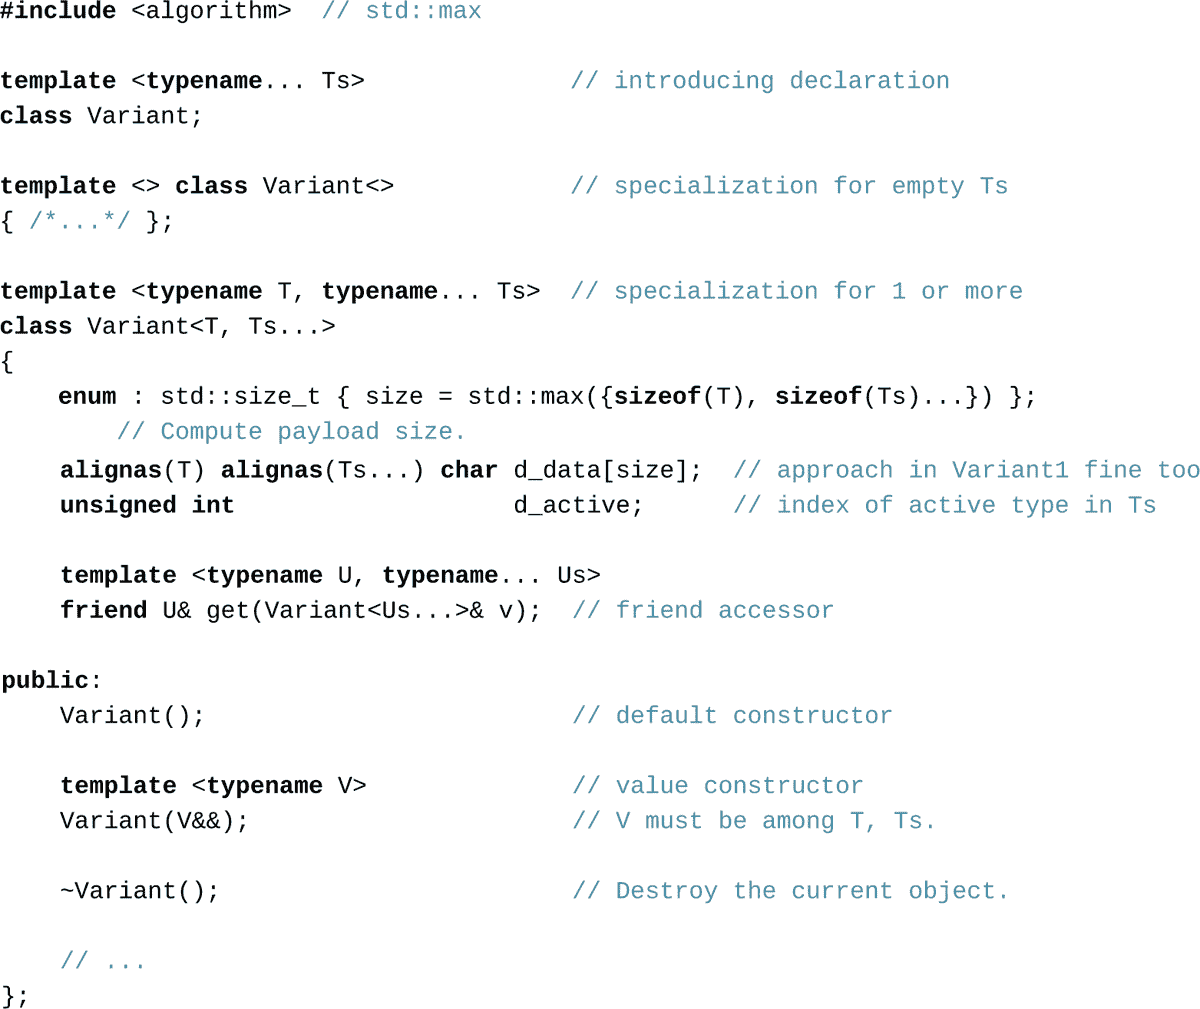 #include <algorithm>  // std::max

template <typename... Ts>              // introducing declaration
class Variant;

template <> class Variant<>            // specialization for empty Ts
{ /*...*/ };

template <typename T, typename... Ts>  // specialization for 1 or more
class Variant<T, Ts...>
{
    enum : std::size_t { size = std::max({sizeof(T), sizeof(Ts)...}) };
        // Compute payload size.
    alignas(T) alignas(Ts...) char d_data[size];  // approach in Variant1 fine too
    unsigned int                   d_active;      // index of active type in Ts

    template <typename U, typename... Us>
    friend U& get(Variant<Us...>& v);  // friend accessor

public:
    Variant();                         // default constructor

    template <typename V>              // value constructor
    Variant(V&&);                      // V must be among T, Ts.

    ~Variant();                        // Destroy the current object.

    // ...
};